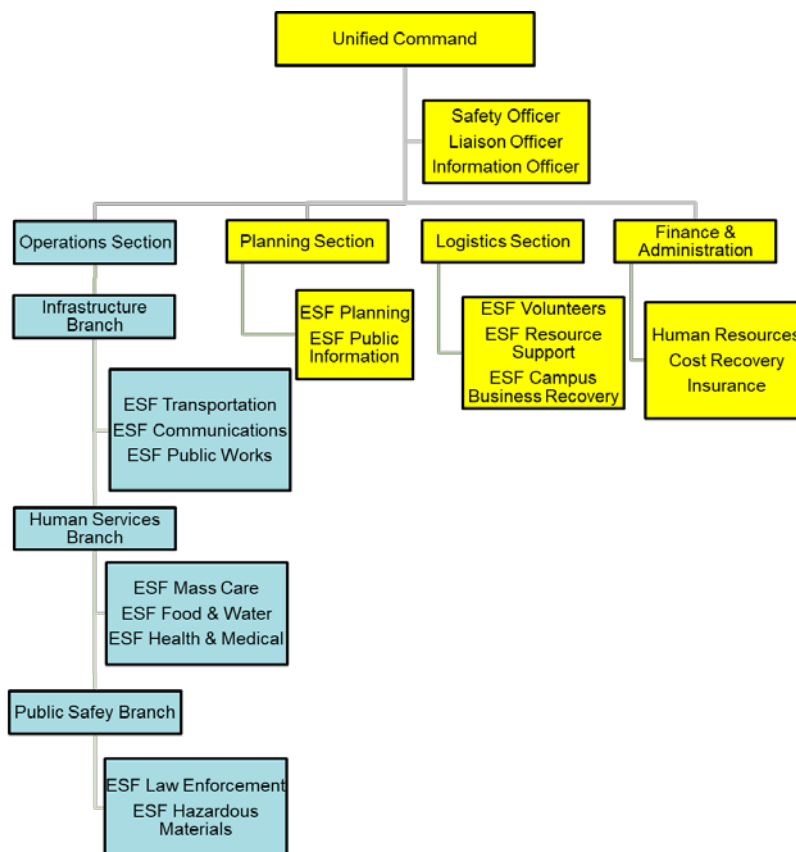 Unified Command
Safety Officer
Liaison Officer
Information Officer
Operations Section
Planning Section
Logistics Section
Finance &
Administration
Infrastructure
Branch
ESF Planning
ESF Public
Information
ESF Volunteers
ESF Resource
Support
ESF Campus
Business Recovery
Human Resources
Cost Recovery
Insurance
ESF Transportation
ESF Communications
ESF Public Works
Human Services
Branch
ESF Mass Care
ESF Food & Water
ESF Health & Medical
Public Safey Branch
ESF Law Enforcement
ESF Hazardous
Materials